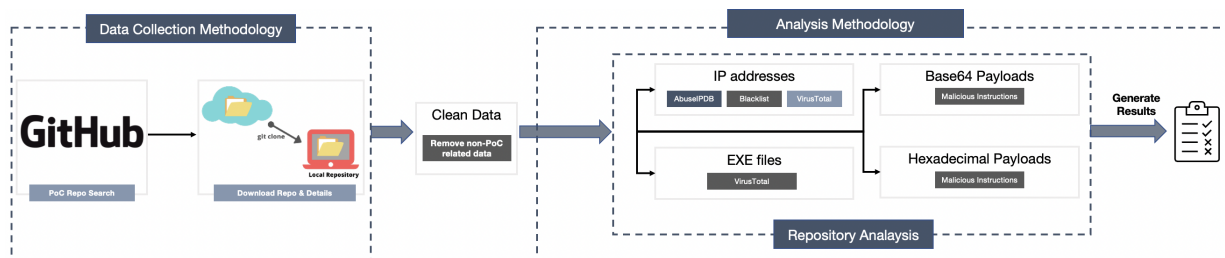 Data Collection Methodology
GitHub
PoC Repo Search
git clone
Local Repository
Download Repo & Details
Clean Data
Remove non-PoC
related data
Analysis Methodology
IP addresses
AbuseIPDB
Blacklist
VirusTotal
EXE files
VirusTotal
Base64 Payloads
Malicious Instructions
Hexadecimal Payloads
Malicious Instructions
Repository Analaysis
Generate
Results